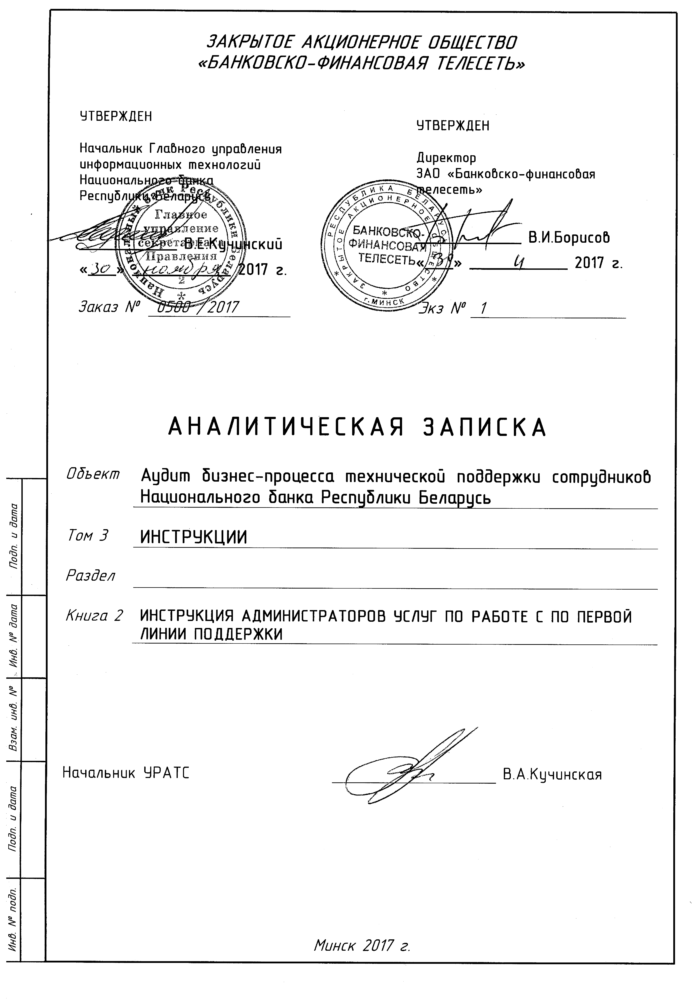 ЗАКРЫТОЕ АКЦИОНЕРНОЕ ОБЩЕСТВО
«БАНКОВСКО-ФИНАНСОВАЯ ТЕЛЕСЕТЬ»
УТВЕРЖДЕН
Начальник Главного управления
информационных технологий
Национального банка
Республики Беларусь
В.Е.Кучинский
«30» ноября 2017 г.
Заказ № 0500 / 2017
Национальный банк Республики Беларусь
Главное
управление
секретариата
Правления
2
УТВЕРЖДЕН
Директор
ЗАО «Банковско-финансовая
телесеть»
В.И.Борисов
«30» 2017 г.
Экз № 1
РЕСПУБЛИКА БЕЛАРУСЬ
ЗАКРЫТОЕ АКЦИОНЕРНОЕ ОБЩЕСТВО
БАНКОВСКО-
ФИНАНСОВАЯ
ТЕЛЕСЕТЬ
г.МИНСК
АНАЛИТИЧЕСКАЯ ЗАПИСКА
Объект Аудит бизнес-процесса технической поддержки сотрудников
Национального банка Республики Беларусь
Том 3 ИНСТРУКЦИИ
Раздел
Книга 2 ИНСТРУКЦИЯ АДМИНИСТРАТОРОВ УСЛУГ ПО РАБОТЕ С ПО ПЕРВОЙ
ЛИНИИ ПОДДЕРЖКИ
Начальник УРАТС В.А.Кучинская
Подп. и дата
Инв. № дата
Взам. инв. №
Подп. и дата
Инв. № подп.
Минск 2017 г.